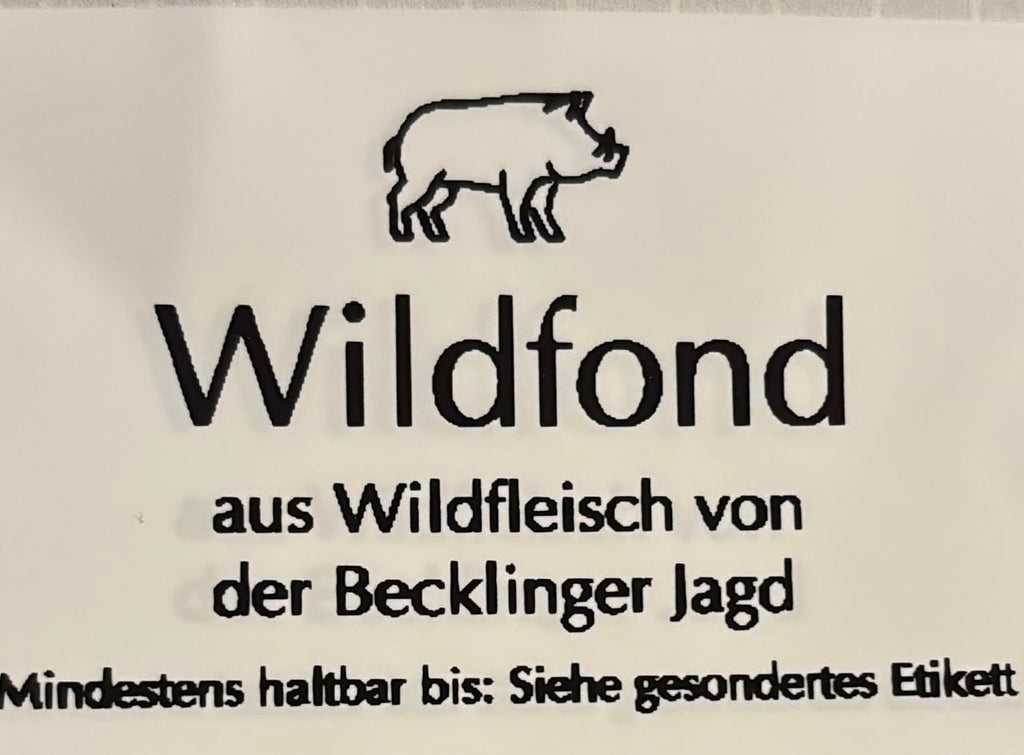 Wildfond
aus Wildfleisch von
der Becklinger Jagd
Mindestens haltbar bis: Siehe gesondertes Etikett